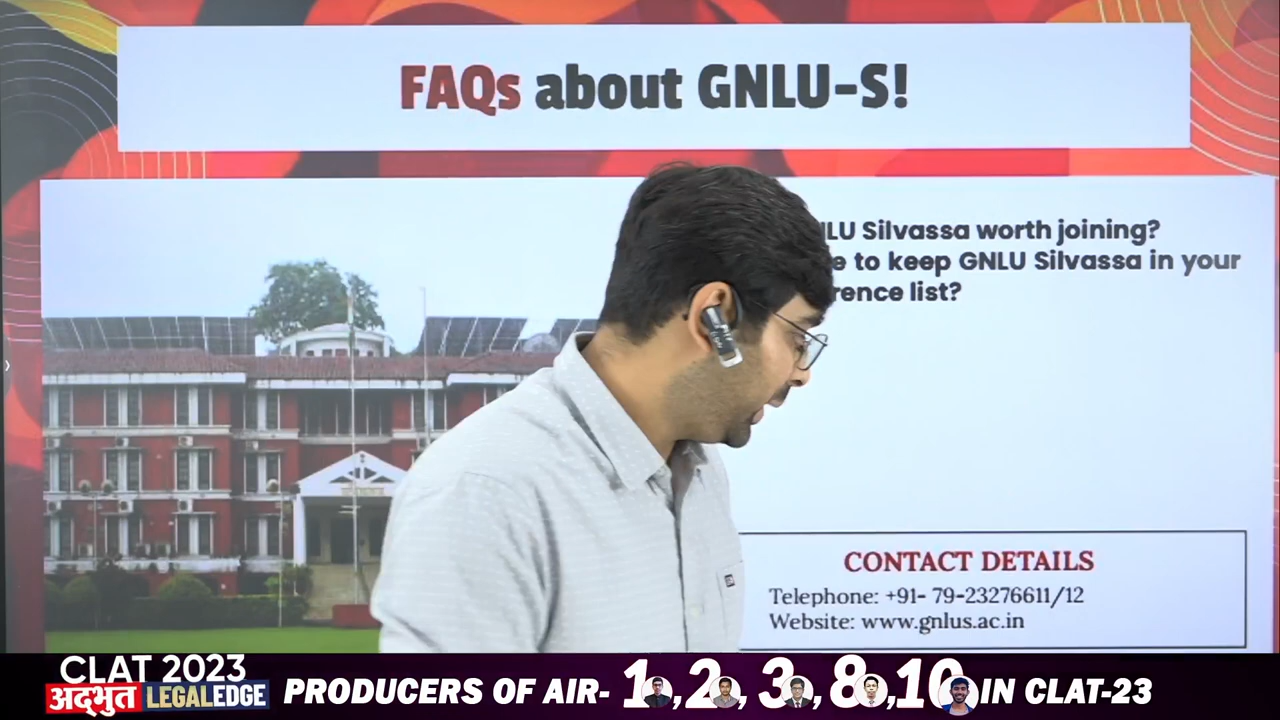 FAQs about GNLU-S!
Silvassa worth joining?
to keep GNLU Silvassa in your
list?
CONTACT DETAILS
Telephone: +91- 79-23276611/12
Website: www.gnlus.ac.in
CLAT 2023
अद्भुत LEGALEDGE
PRODUCERS OF AIR- 1, 2, 3, 8, 10 IN CLAT-23